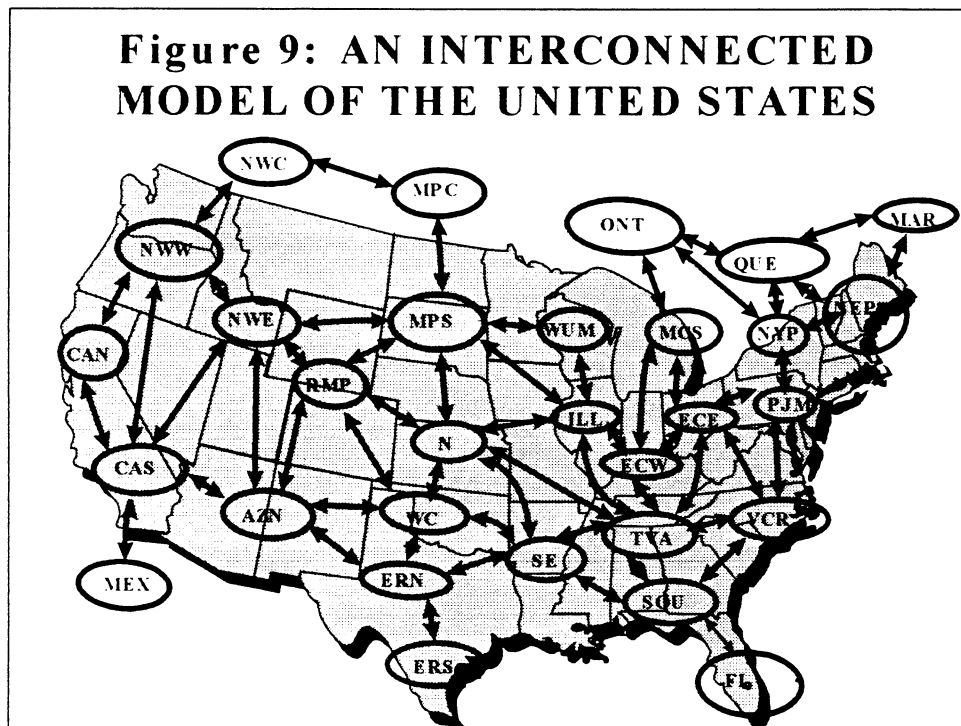 Figure 9: AN INTERCONNECTED
MODEL OF THE UNITED STATES
NWC
MPC
ONT
MAR
NWW
QUE
NEP
NWE
MPS
WUM
MCS
NYP
CAN
RMP
ILL
ECE
PJM
N
CAS
ECW
AZN
WC
TVA
VCR
SE
MEX
ERN
SOU
ERS
FL